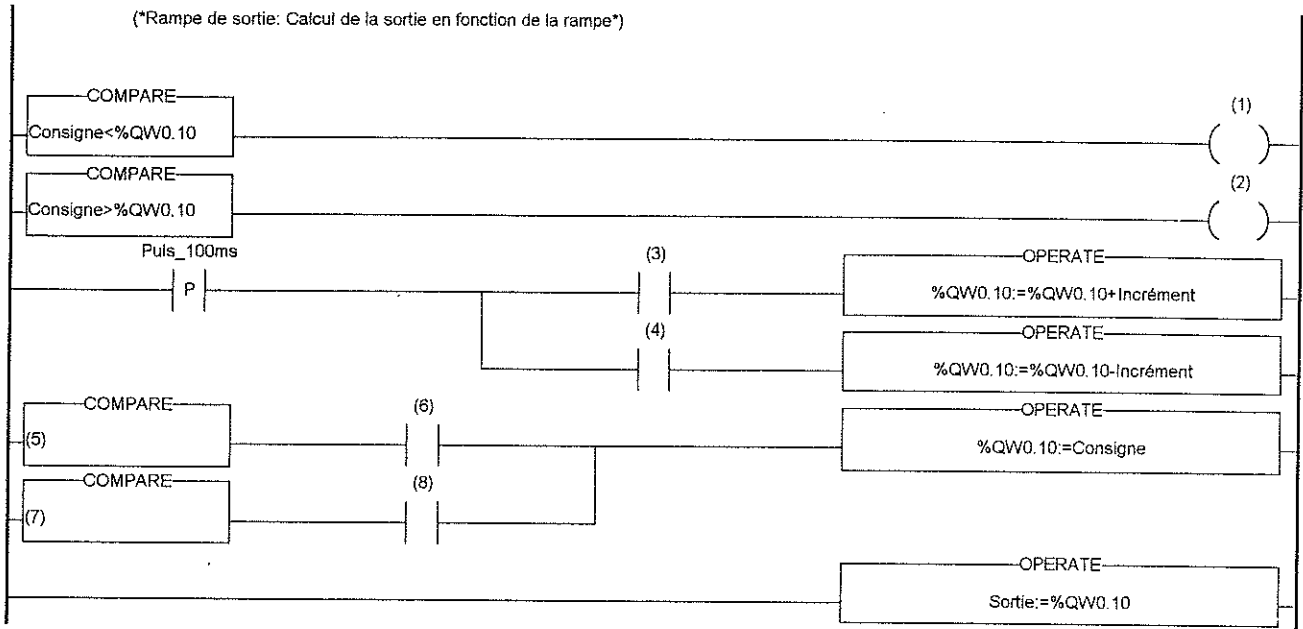 (*Rampe de sortie: Calcul de la sortie en fonction de la rampe*)
COMPARE
Consigne<%QW0.10
(1)
COMPARE
Consigne>%QW0.10
(2)
Puls_100ms
P
(3)
OPERATE
%QW0.10:=%QW0.10+Incrément
(4)
OPERATE
%QW0.10:=%QW0.10-Incrément
COMPARE
(5)
(6)
OPERATE
%QW0.10:=Consigne
COMPARE
(7)
(8)
OPERATE
Sortie:=%QW0.10